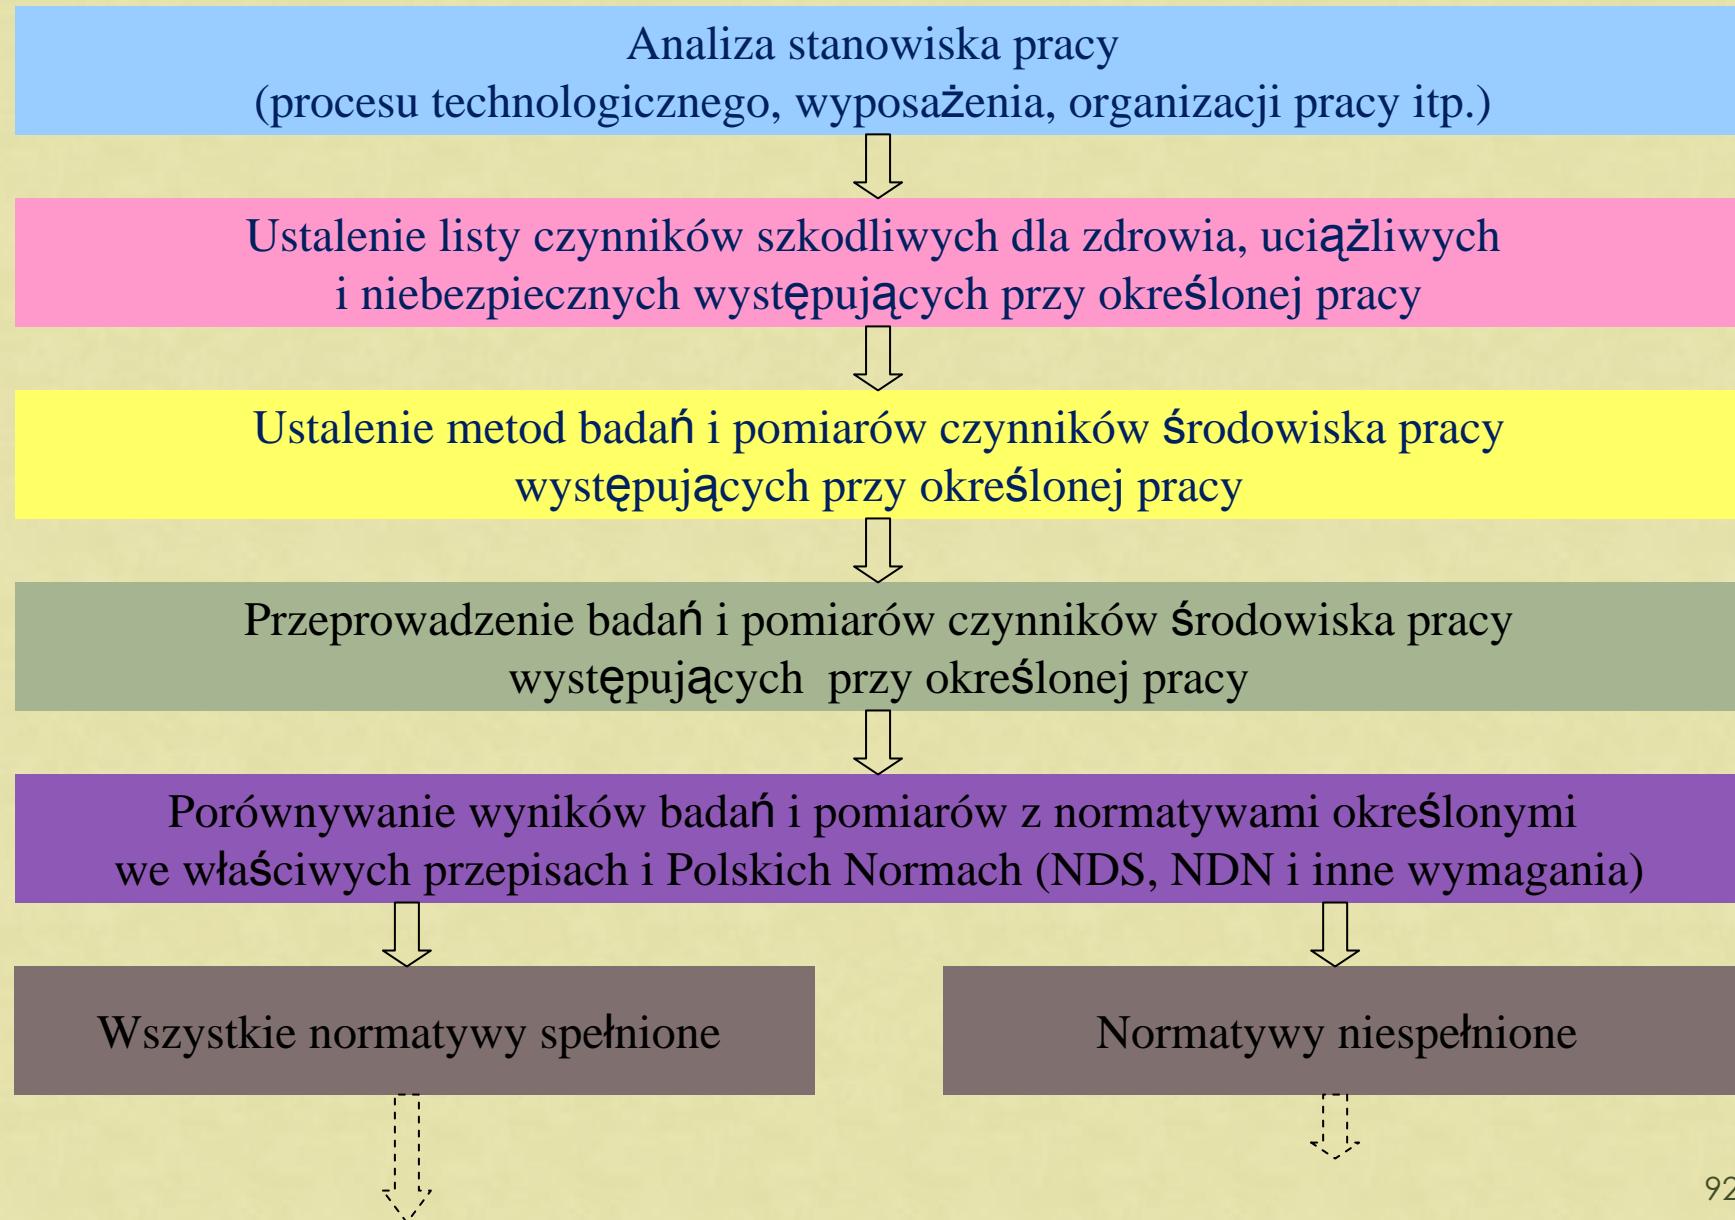 Analiza stanowiska pracy
(procesu technologicznego, wyposażenia, organizacji pracy itp.)
Ustalenie listy czynników szkodliwych dla zdrowia, uciążliwych
i niebezpiecznych występujących przy określonej pracy
Ustalenie metod badań i pomiarów czynników środowiska pracy
występujących przy określonej pracy
Przeprowadzenie badań i pomiarów czynników środowiska pracy
występujących przy określonej pracy
Porównywanie wyników badań i pomiarów z normatywami określonymi
we właściwych przepisach i Polskich Normach (NDS, NDN i inne wymagania)
Wszystkie normatywy spełnione
Normatywy niespełnione
92